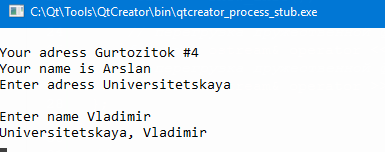 C:\Qt\Tools\QtCreator\bin\qtcreator_process_stub.exe
Your adress Gurtozitok #4
Your name is Arslan
Enter adress Universitetskaya
Enter name Vladimir
Universitetskaya, Vladimir